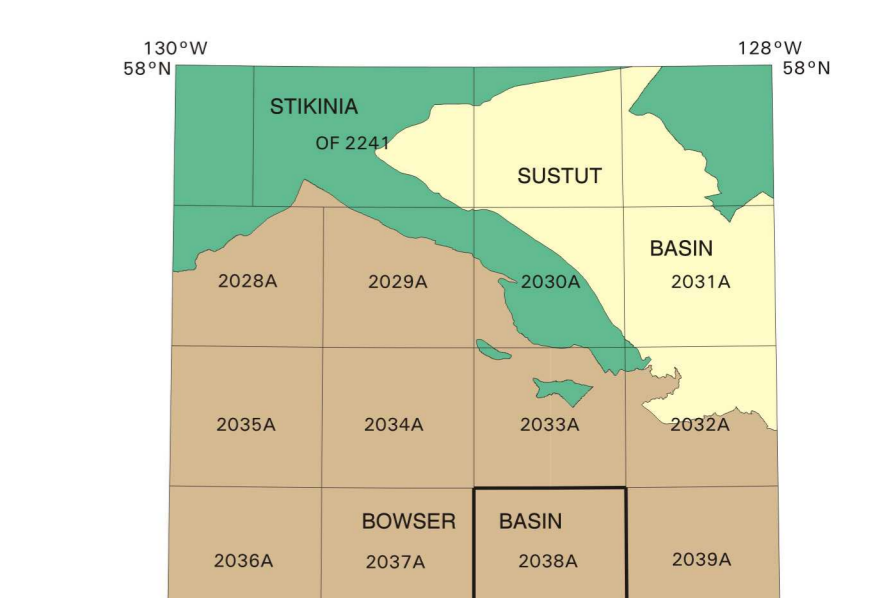 130°W 128°W
58°N 58°N
STIKINIA
OF 2241
SUSTUT
BASIN
2028A 2029A 2030A 2031A
2035A 2034A 2033A 2032A
BOWSER BASIN
2036A 2037A 2038A 2039A